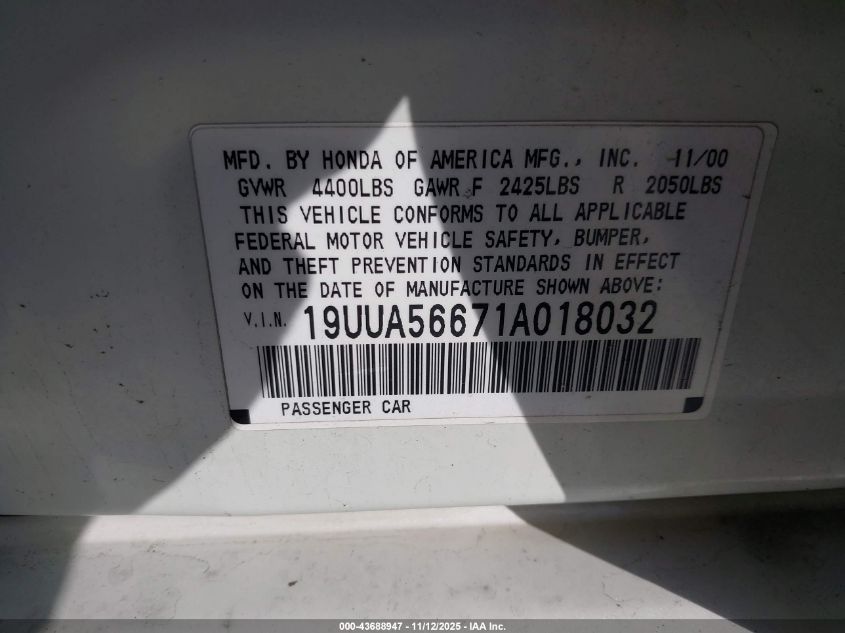 MFD. BY HONDA OF AMERICA MFG., INC. 11/00
GVWR 4400LBS GAWR F 2425LBS R 2050LBS
THIS VEHICLE CONFORMS TO ALL APPLICABLE
FEDERAL MOTOR VEHICLE SAFETY, BUMPER,
AND THEFT PREVENTION STANDARDS IN EFFECT
ON THE DATE OF MANUFACTURE SHOWN ABOVE:
V.I.N. 19UUA56671A018032
PASSENGER CAR
000-43688947 - 11/12/2025 - IAA Inc.